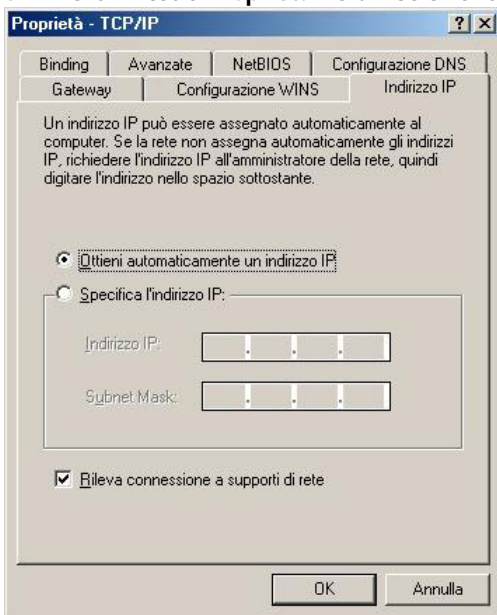 Proprietà - TCP/IP
Binding Avanzate NetBIOS Configurazione DNS
Gateway Configurazione WINS Indirizzo IP
Un indirizzo IP può essere assegnato automaticamente al
computer. Se la rete non assegna automaticamente gli indirizzi
IP, richiedere l'indirizzo IP all'amministratore della rete, quindi
digitare l'indirizzo nello spazio sottostante.
Ottieni automaticamente un indirizzo IP
Specifica l'indirizzo IP:
Indirizzo IP:
Subnet Mask:
Rileva connessione a supporti di rete
OK Annulla